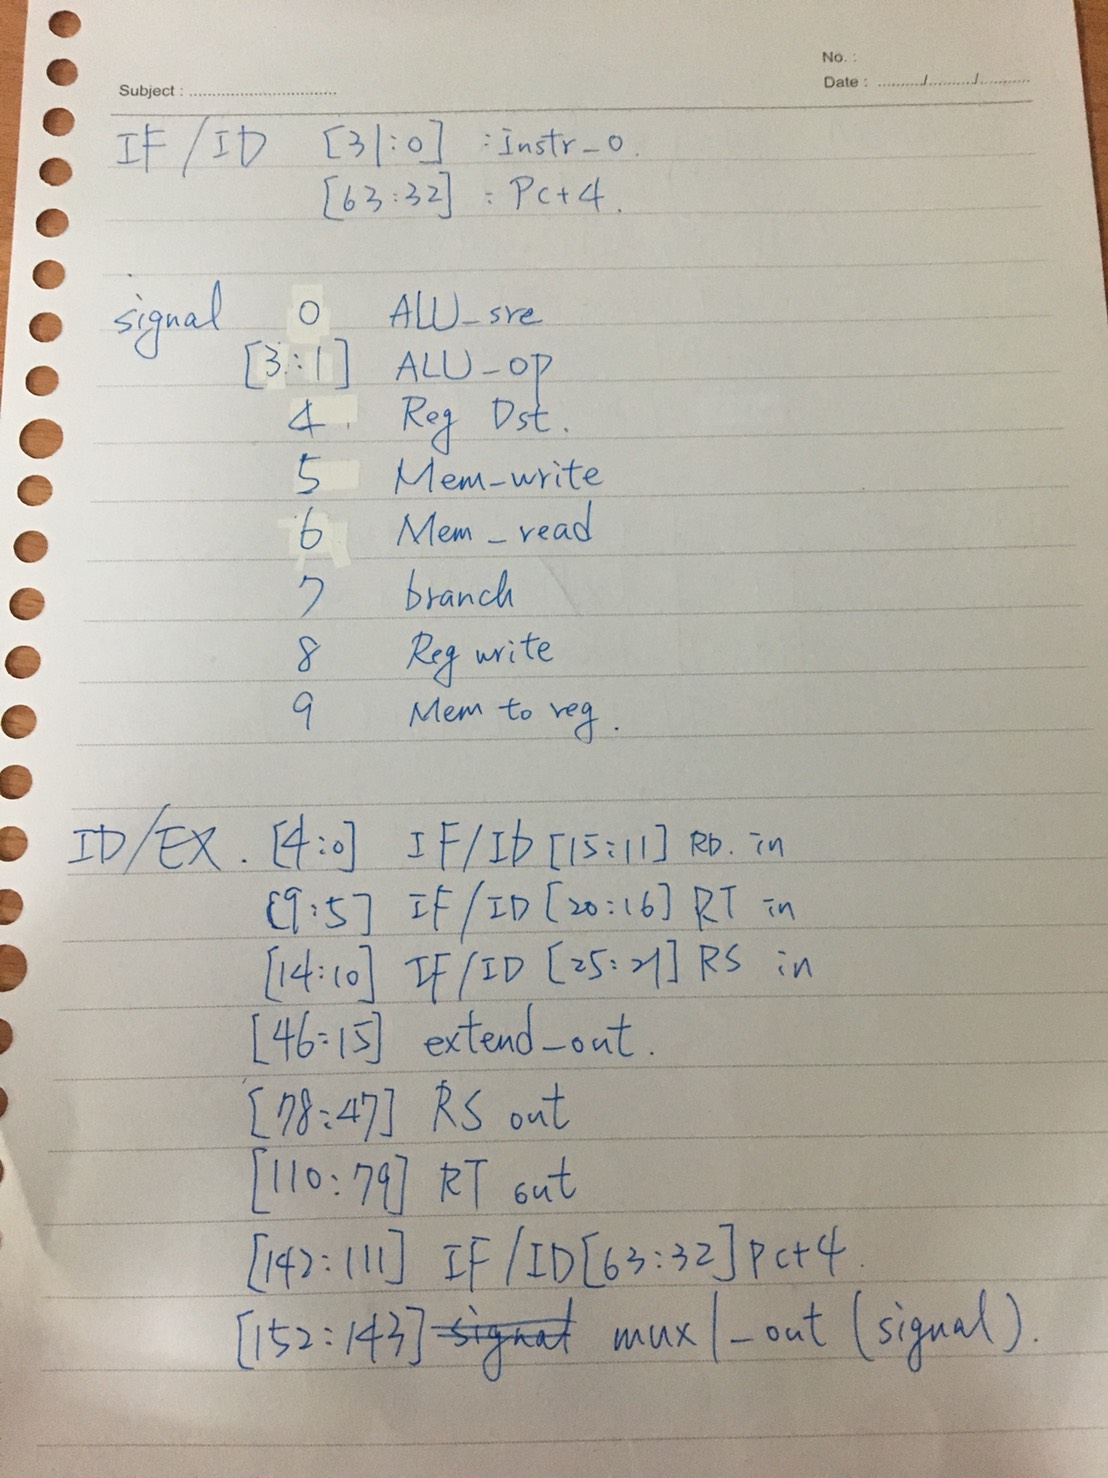 No. :
Subject : ..............................
Date : ........./........./.........
IF/ID [31:0] : Instr_0.
[63:32] : Pc+4.
signal 0 ALU_src
[3:1] ALU_op
4 Reg Dst.
5 Mem_write
6 Mem_read
7 branch
8 Reg write
9 Mem to reg.
ID/EX. [4:0] IF/ID [15:11] RD. in
[9:5] IF/ID [20:16] RT in
[14:10] IF/ID [25:21] RS in
[46:15] extend_out.
[78:47] RS out
[110:79] RT out
[142:111] IF/ID [63:32] Pc+4.
[152:143] signal mux1_out (signal).